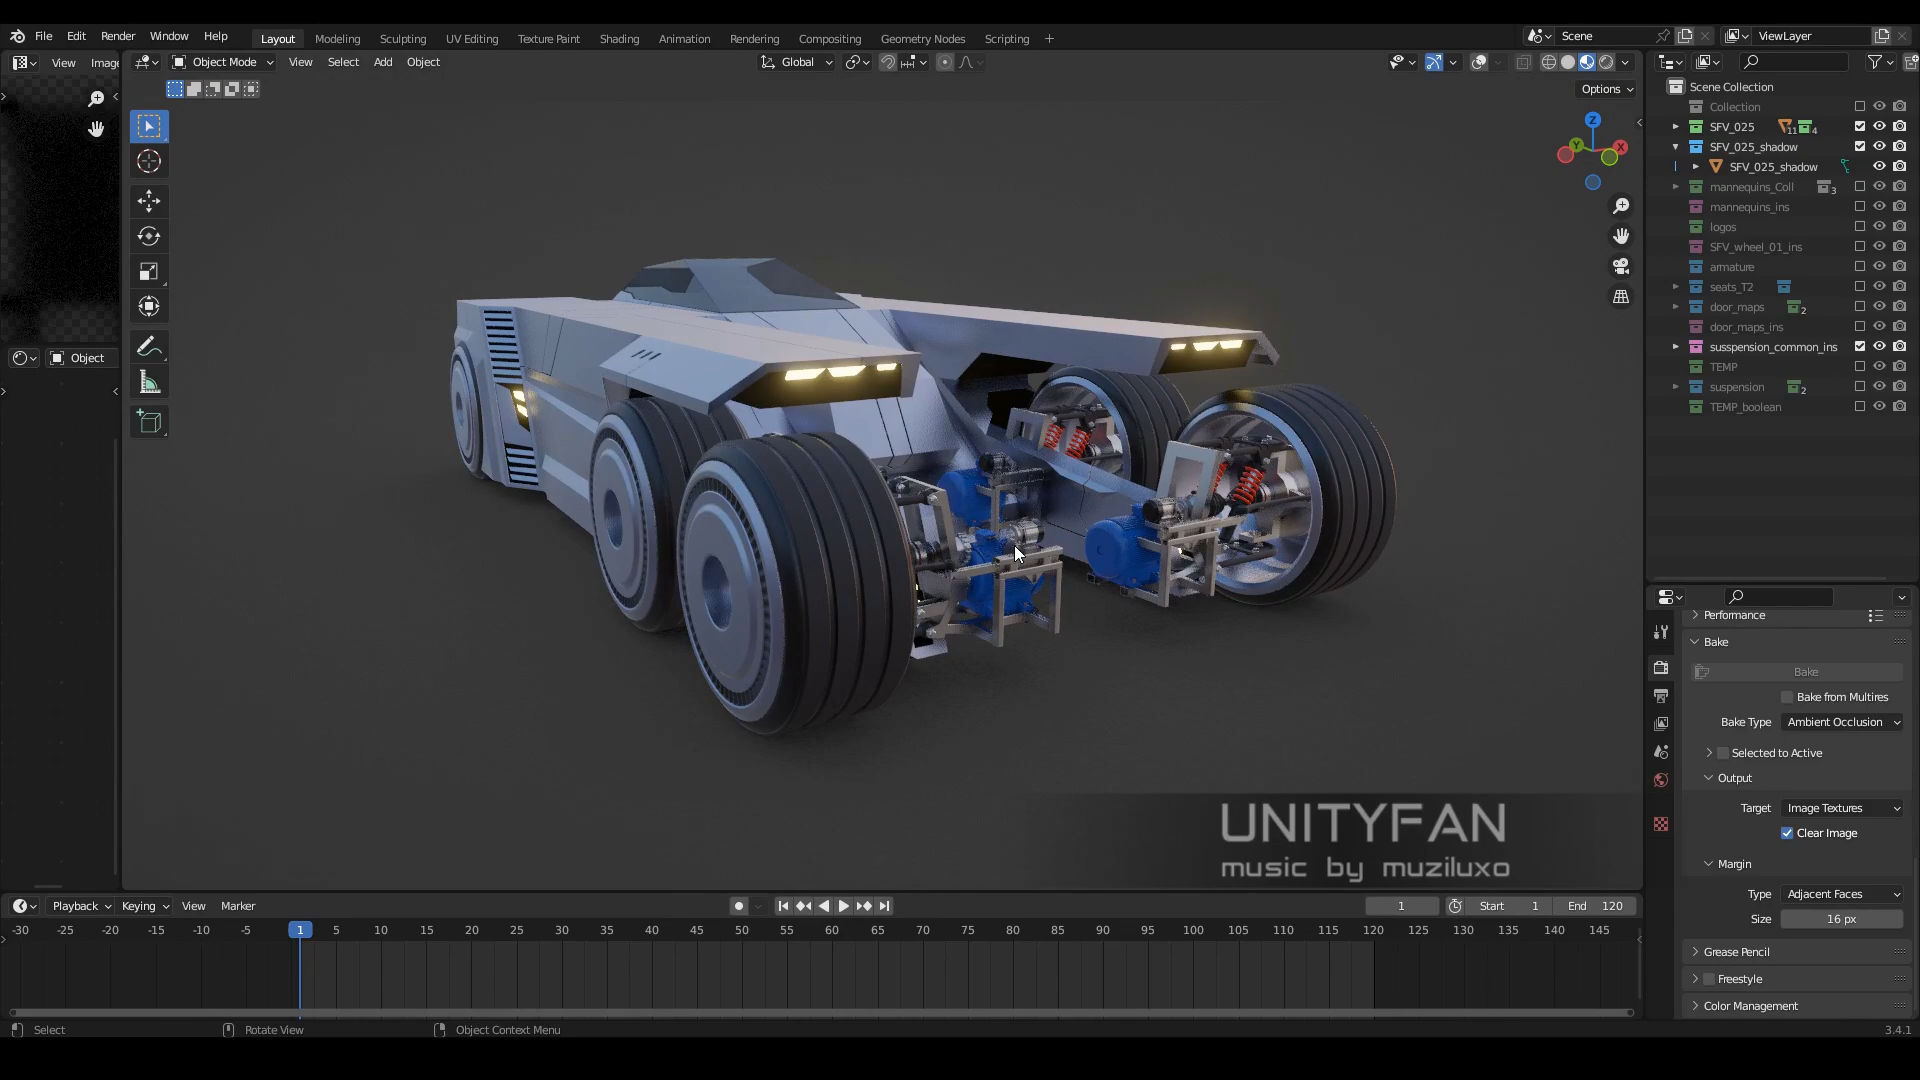 File Edit Render Window Help Layout Modeling Sculpting UV Editing Texture Paint Shading Animation Rendering Compositing Geometry Nodes Scripting + Scene ViewLayer
View Imag Object Mode View Select Add Object Global
Options
Z
Y X
Scene Collection
Collection
SFV_025 11 4
SFV_025_shadow
SFV_025_shadow
mannequins_Coll 3
mannequins_ins
logos
SFV_wheel_01_ins
armature
seats_T2
door_maps 2
door_maps_ins
susspension_common_ins
TEMP
suspension 2
TEMP_boolean
Object
Performance
Bake
Bake
Bake from Multires
Bake Type Ambient Occlusion
Selected to Active
Output
Target Image Textures
Clear Image
Margin
Type Adjacent Faces
Size 16 px
Grease Pencil
Freestyle
Color Management
UNITYFAN
music by muziluxo
Playback Keying View Marker 1 Start 1 End 120
-30 -25 -20 -15 -10 -5 1 5 10 15 20 25 30 35 40 45 50 55 60 65 70 75 80 85 90 95 100 105 110 115 120 125 130 135 140 145
Select Rotate View Object Context Menu 3.4.1